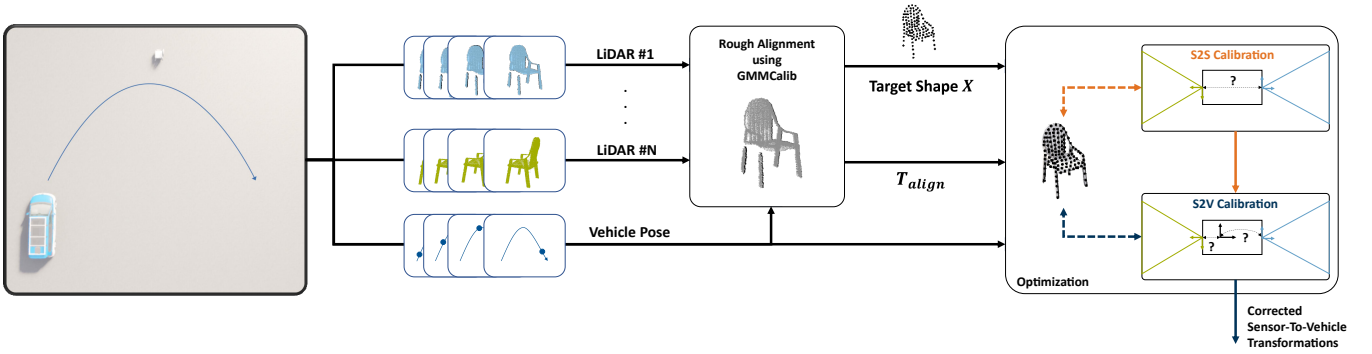 LiDAR #1
.
.
.
LiDAR #N
Vehicle Pose
Rough Alignment
using
GMMCalib
Target Shape X
T_align
S2S Calibration
?
S2V Calibration
?
?
Optimization
Corrected
Sensor-To-Vehicle
Transformations